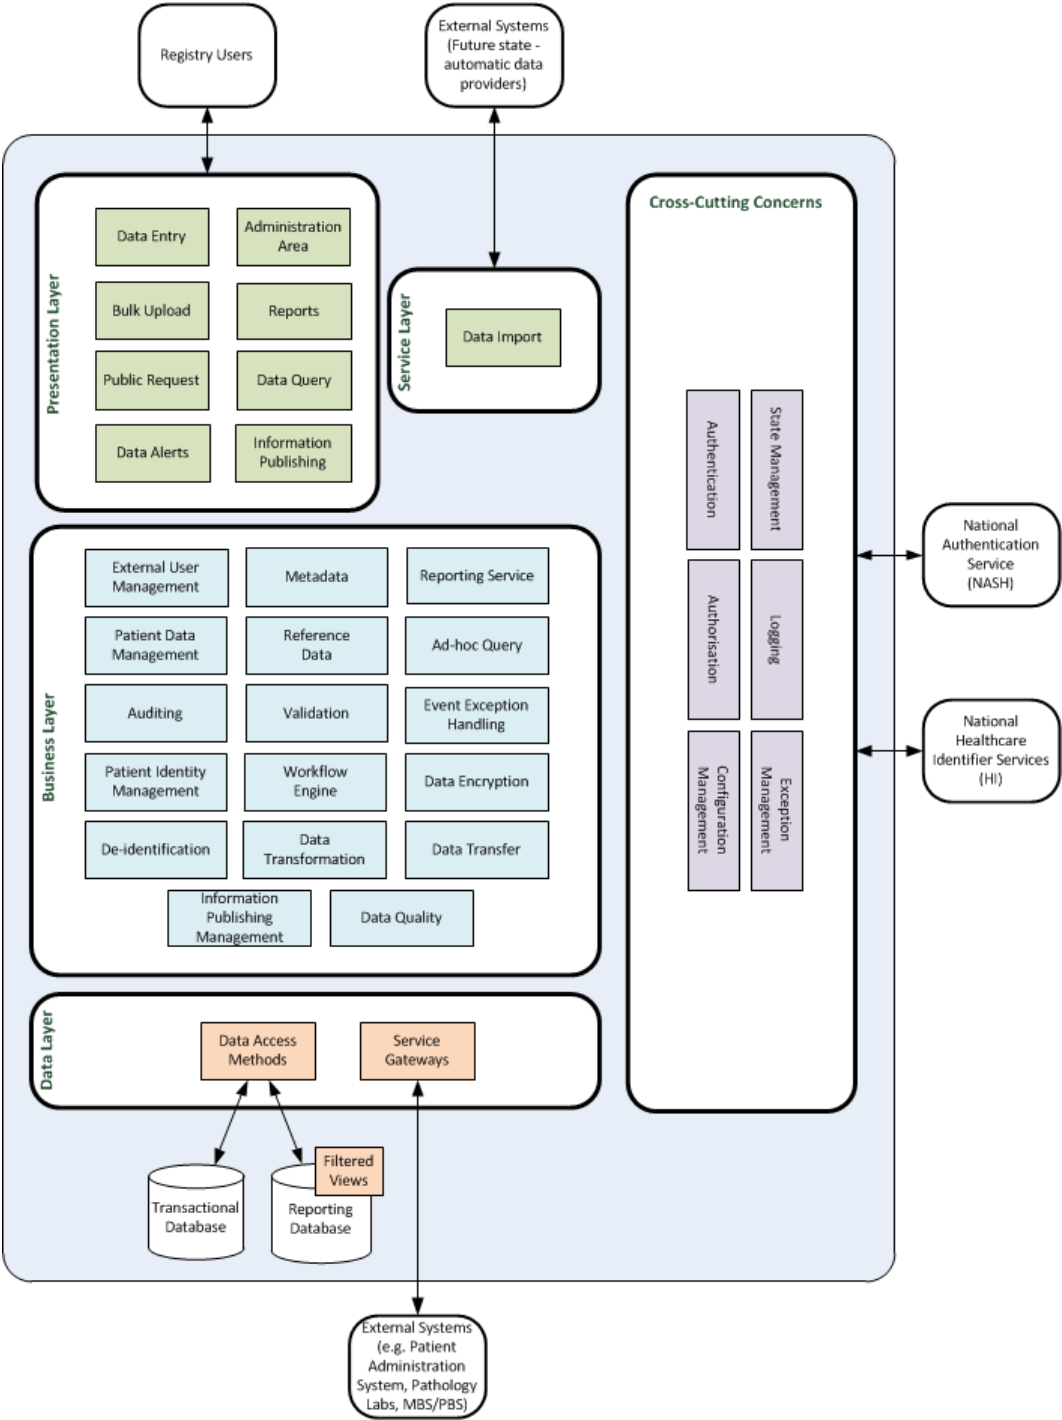 Registry Users
External Systems
(Future state -
automatic data
providers)
Presentation Layer
Data Entry
Administration
Area
Bulk Upload
Reports
Public Request
Data Query
Data Alerts
Information
Publishing
Service Layer
Data Import
Cross-Cutting Concerns
Authentication
State Management
Authorisation
Logging
Configuration
Management
Exception
Management
National
Authentication
Service
(NASH)
National
Healthcare
Identifier Services
(HI)
Business Layer
External User
Management
Metadata
Reporting Service
Patient Data
Management
Reference
Data
Ad-hoc Query
Auditing
Validation
Event Exception
Handling
Patient Identity
Management
Workflow
Engine
Data Encryption
De-identification
Data
Transformation
Data Transfer
Information
Publishing
Management
Data Quality
Data Layer
Data Access
Methods
Service
Gateways
Transactional
Database
Filtered
Views
Reporting
Database
External Systems
(e.g. Patient
Administration
System, Pathology
Labs, MBS/PBS)